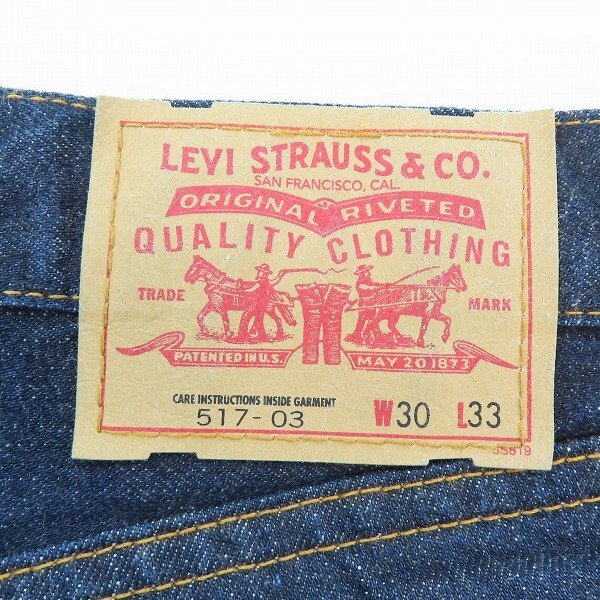 LEVI STRAUSS & CO.
SAN FRANCISCO, CAL.
ORIGINAL RIVETED
QUALITY CLOTHING
TRADE MARK
PATENTED IN U.S. MAY 20 1873
CARE INSTRUCTIONS INSIDE GARMENT
517-03 W30 L33
JS819